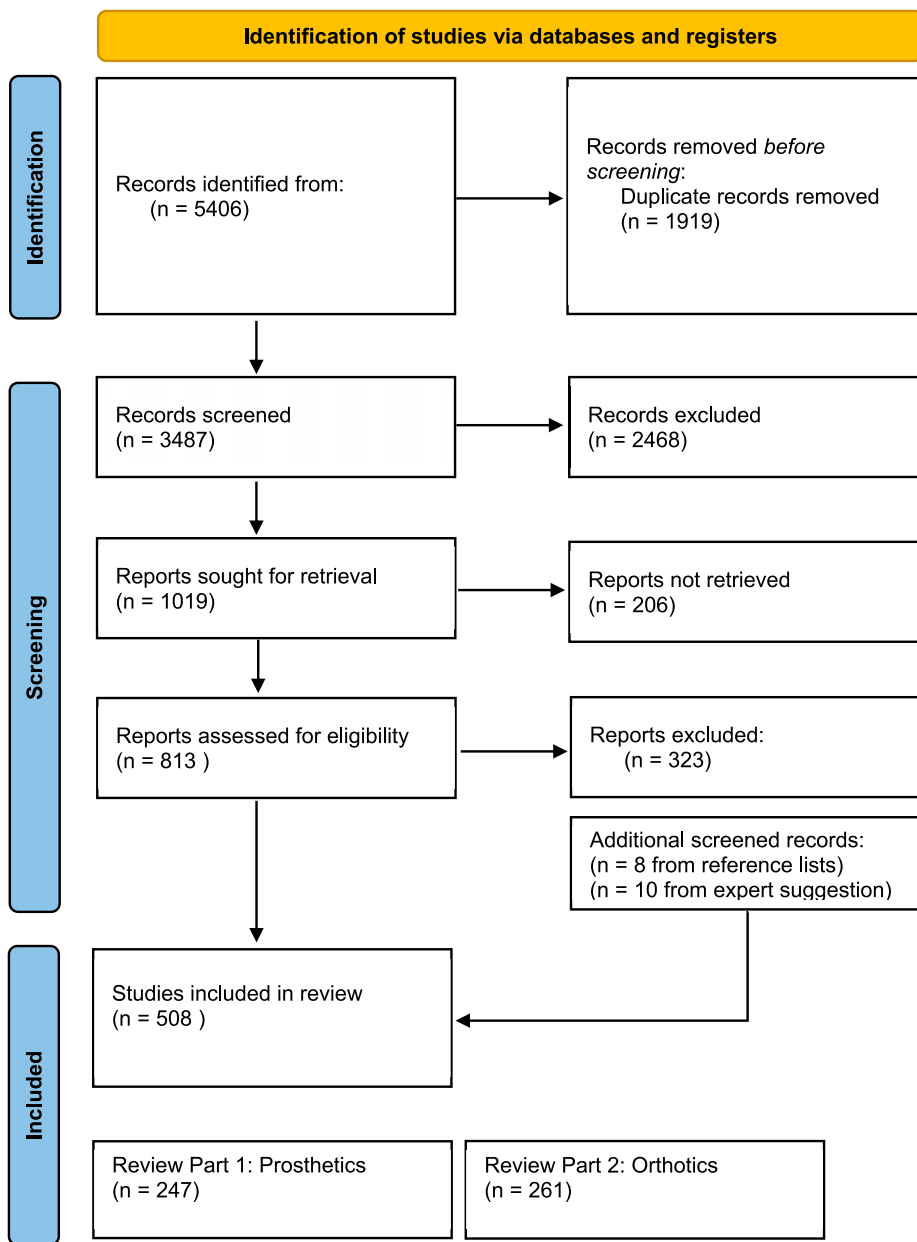 Identification of studies via databases and registers
Identification
Records identified from:
(n = 5406)
Records removed before
screening:
Duplicate records removed
(n = 1919)
Screening
Records screened
(n = 3487)
Records excluded
(n = 2468)
Reports sought for retrieval
(n = 1019)
Reports not retrieved
(n = 206)
Reports assessed for eligibility
(n = 813 )
Reports excluded:
(n = 323)
Additional screened records:
(n = 8 from reference lists)
(n = 10 from expert suggestion)
Included
Studies included in review
(n = 508 )
Review Part 1: Prosthetics
(n = 247)
Review Part 2: Orthotics
(n = 261)